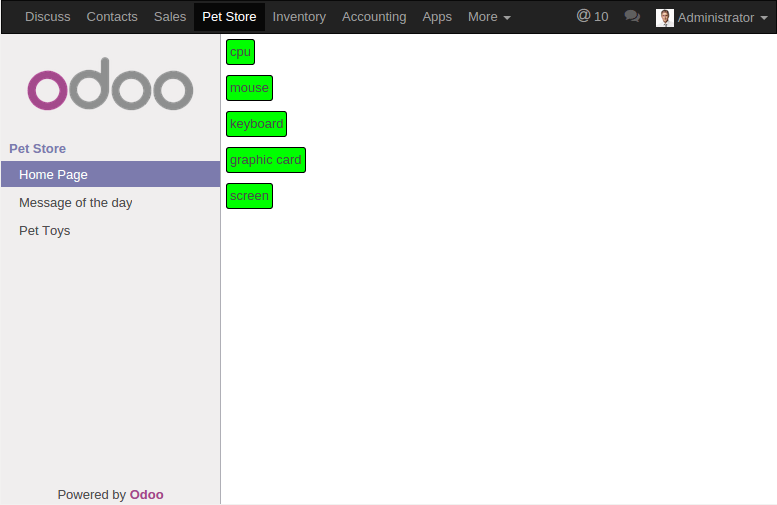 Discuss Contacts Sales Pet Store Inventory Accounting Apps More @ 10 Administrator
odoo
Pet Store
Home Page
Message of the day
Pet Toys
Powered by Odoo
cpu
mouse
keyboard
graphic card
screen